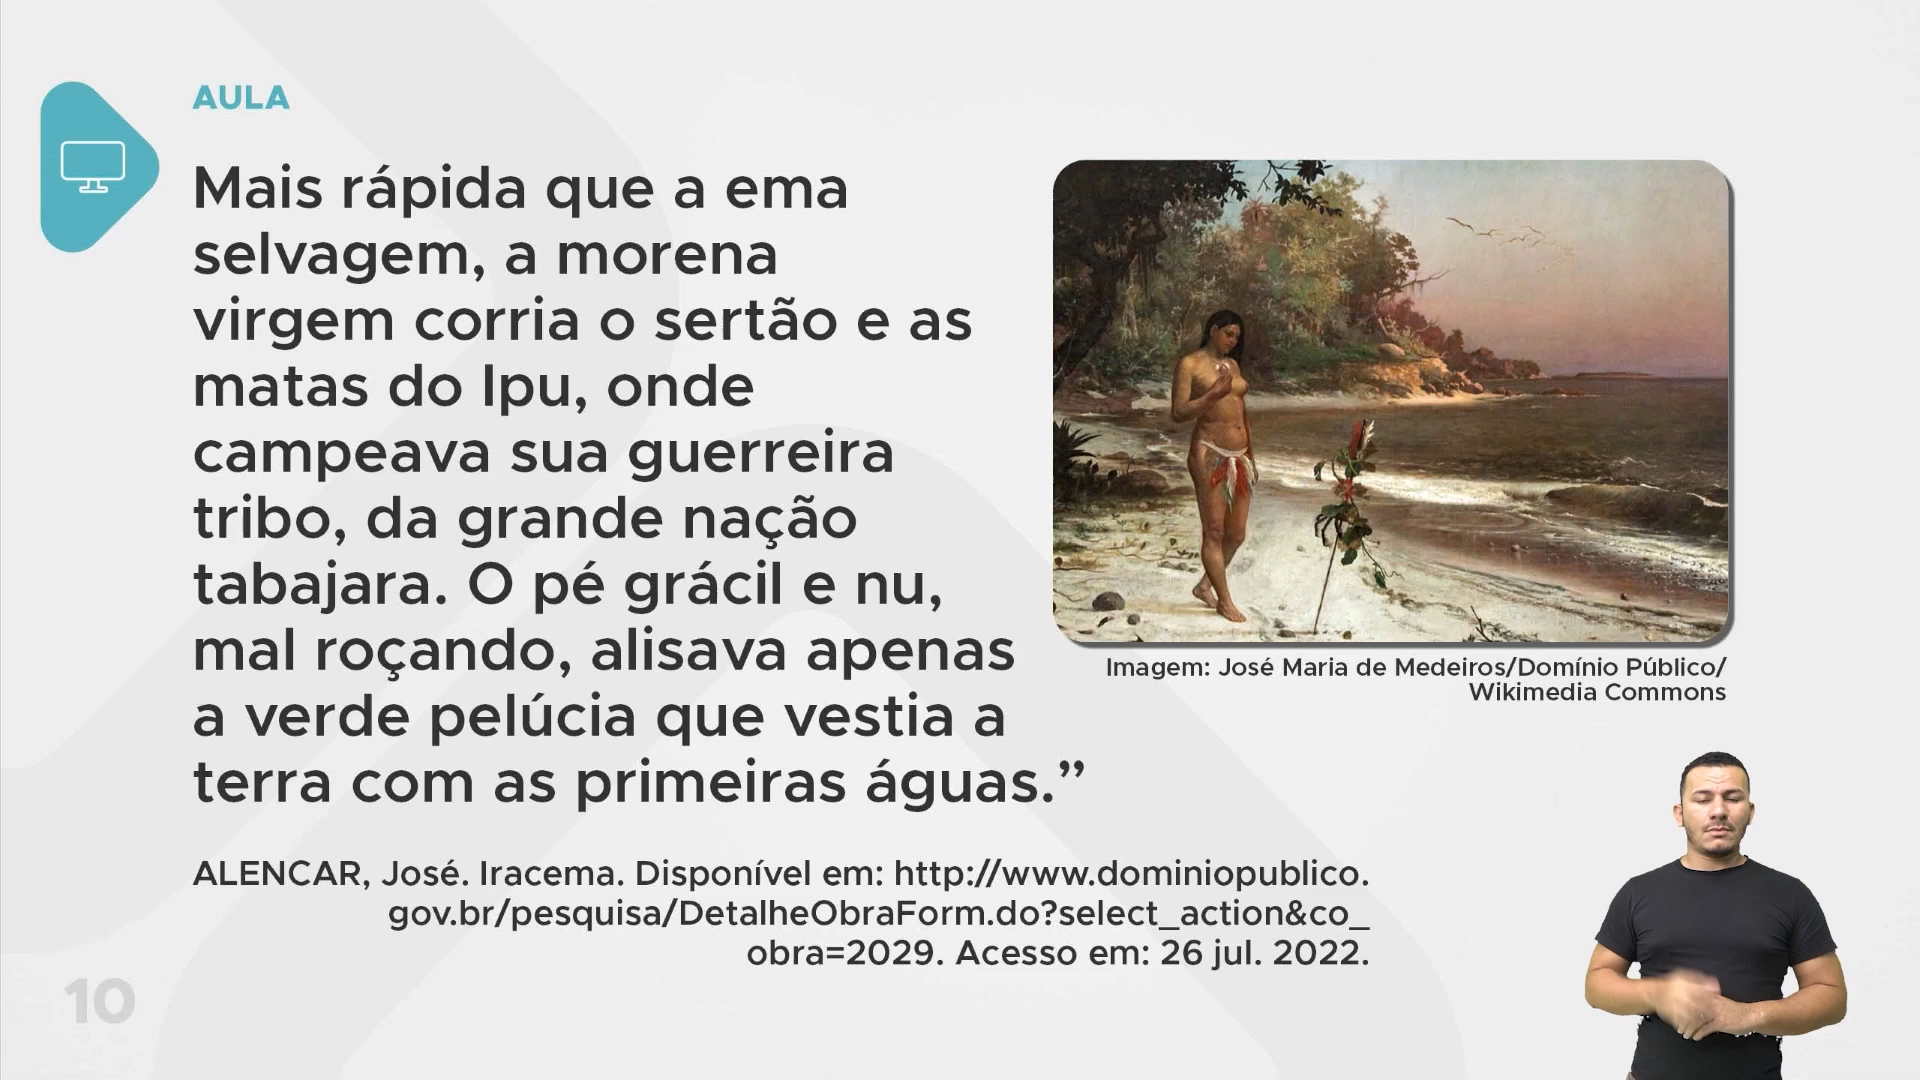 AULA
Mais rápida que a ema
selvagem, a morena
virgem corria o sertão e as
matas do Ipu, onde
campeava sua guerreira
tribo, da grande nação
tabajara. O pé grácil e nu,
mal roçando, alisava apenas
a verde pelúcia que vestia a
terra com as primeiras águas.”
Imagem: José Maria de Medeiros/Domínio Público/
Wikimedia Commons
ALENCAR, José. Iracema. Disponível em: http://www.dominiopublico.
gov.br/pesquisa/DetalheObraForm.do?select_action&co_
obra=2029. Acesso em: 26 jul. 2022.
10